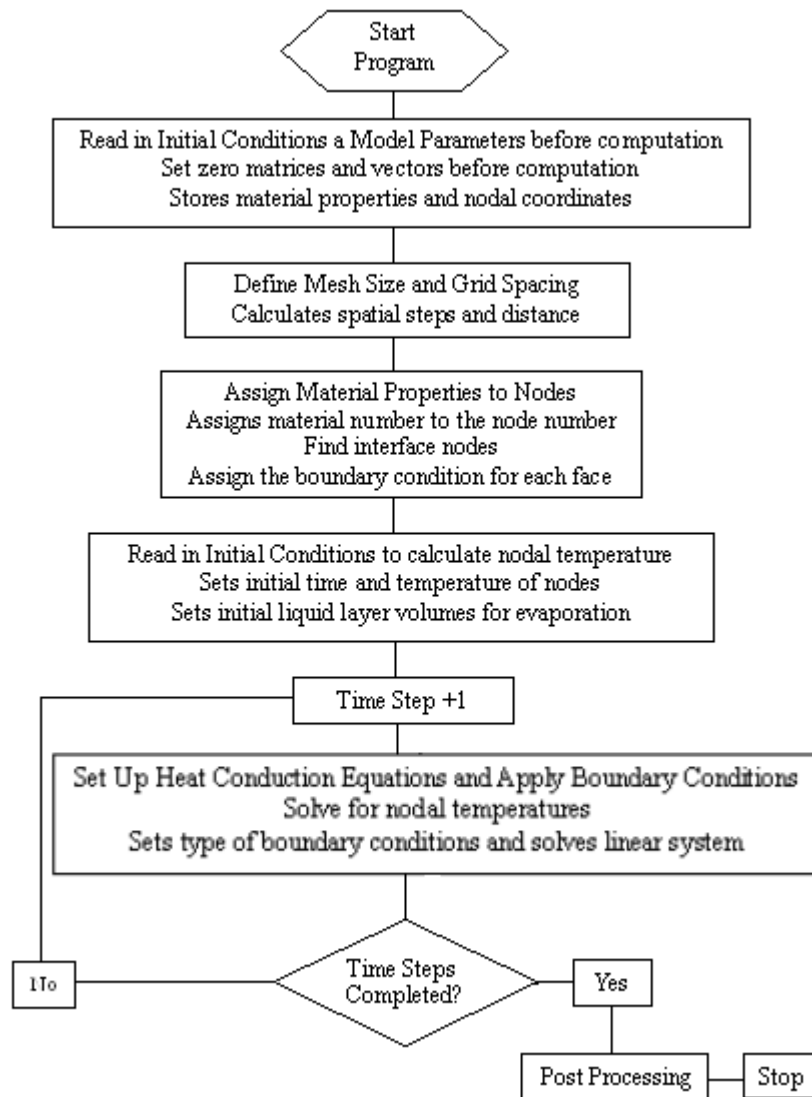 Start
Program
Read in Initial Conditions a Model Parameters before computation
Set zero matrices and vectors before computation
Stores material properties and nodal coordinates
Define Mesh Size and Grid Spacing
Calculates spatial steps and distance
Assign Material Properties to Nodes
Assigns material number to the node number
Find interface nodes
Assign the boundary condition for each face
Read in Initial Conditions to calculate nodal temperature
Sets initial time and temperature of nodes
Sets initial liquid layer volumes for evaporation
Time Step +1
Set Up Heat Conduction Equations and Apply Boundary Conditions
Solve for nodal temperatures
Sets type of boundary conditions and solves linear system
Time Steps
Completed?
Yes
Post Processing
Stop